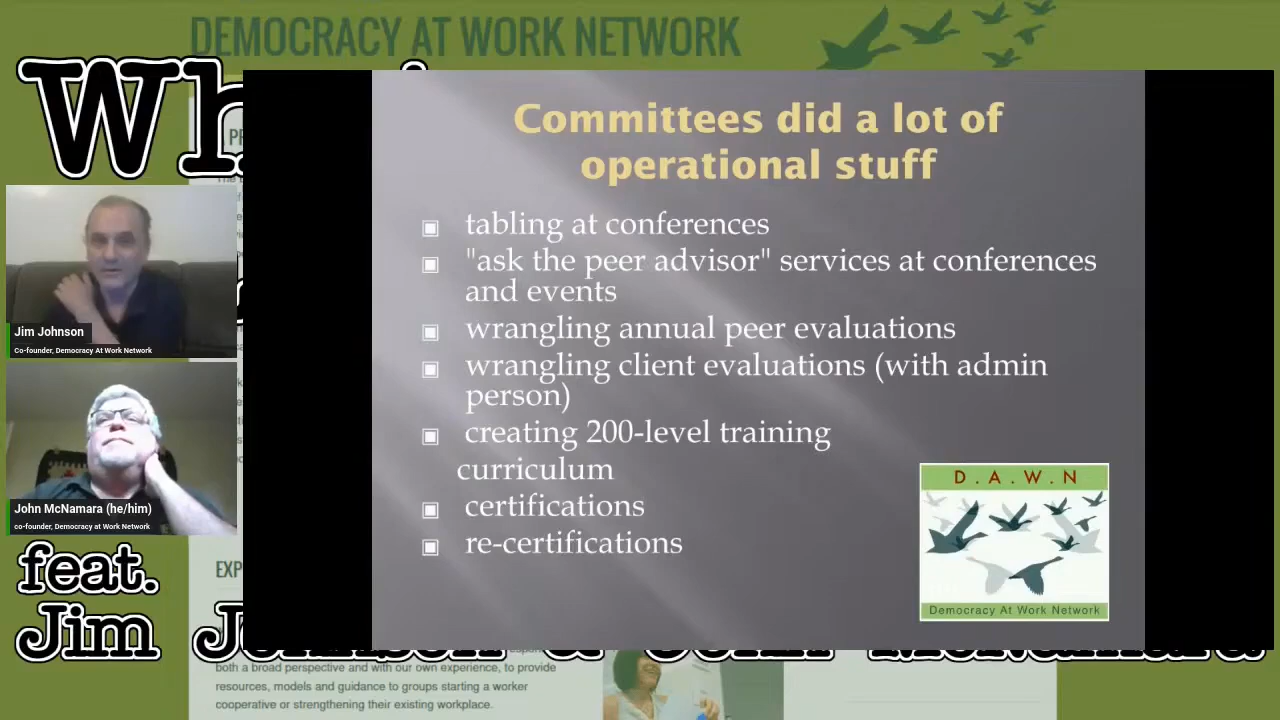 DEMOCRACY AT WORK NETWORK
Wh
Committees did a lot of
operational stuff
tabling at conferences
"ask the peer advisor" services at conferences
and events
wrangling annual peer evaluations
wrangling client evaluations (with admin
person)
creating 200-level training
curriculum
certifications
re-certifications
D.A.W.N
Democracy At Work Network
Jim Johnson
Co-founder, Democracy At Work Network
John McNamara (he/him)
co-founder, Democracy at Work Network
feat.
Jim J
EXP
both a broad perspective and with our own experience, to provide
resources, models and guidance to groups starting a worker
cooperative or strengthening their existing workplace.